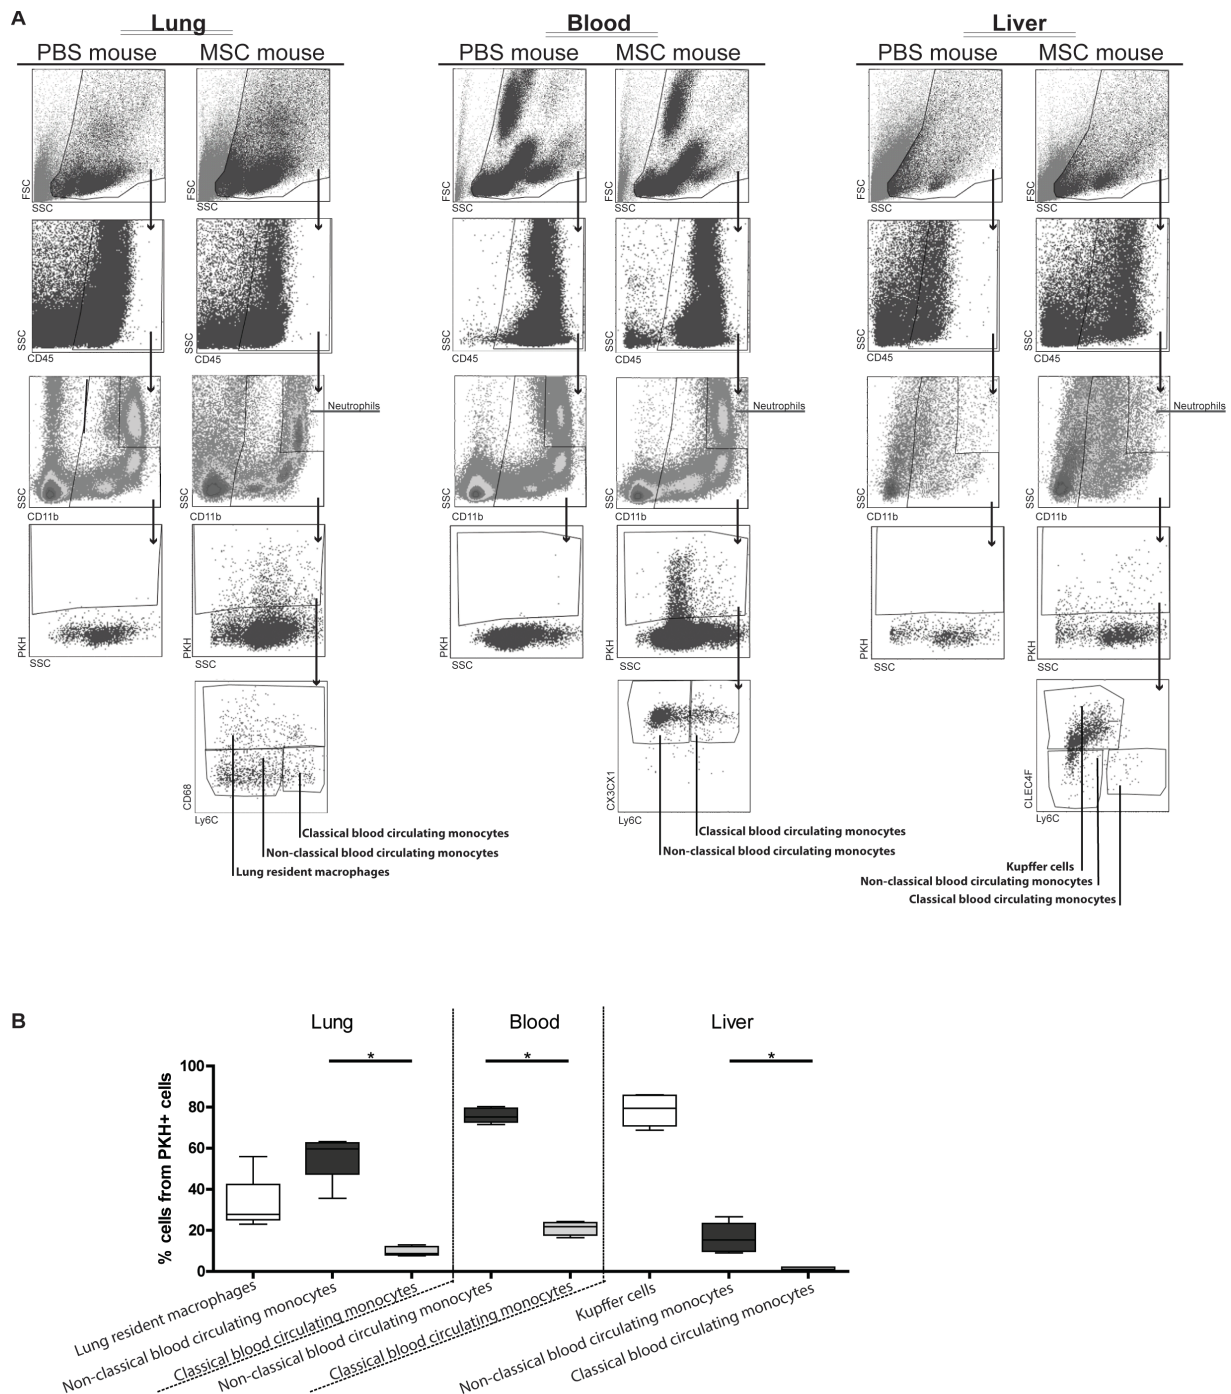 A
Lung
Blood
Liver
PBS mouse
MSC mouse
PBS mouse
MSC mouse
PBS mouse
MSC mouse
FSC
SSC
FSC
SSC
FSC
SSC
FSC
SSC
FSC
SSC
FSC
SSC
SSC
CD45
SSC
CD45
SSC
CD45
SSC
CD45
SSC
CD45
SSC
CD45
Neutrophils
Neutrophils
Neutrophils
SSC
CD11b
SSC
CD11b
SSC
CD11b
SSC
CD11b
SSC
CD11b
SSC
CD11b
PKH
SSC
PKH
SSC
PKH
SSC
PKH
SSC
PKH
SSC
PKH
SSC
CD68
Ly6C
CX3CX1
Ly6C
CLEC4F
Ly6C
Classical blood circulating monocytes
Non-classical blood circulating monocytes
Lung resident macrophages
Classical blood circulating monocytes
Non-classical blood circulating monocytes
Kupffer cells
Non-classical blood circulating monocytes
Classical blood circulating monocytes
B
Lung
Blood
Liver
*
*
*
% cells from PKH+ cells
100
80
60
40
20
0
Lung resident macrophages
Non-classical blood circulating monocytes
Classical blood circulating monocytes
Non-classical blood circulating monocytes
Classical blood circulating monocytes
Kupffer cells
Non-classical blood circulating monocytes
Classical blood circulating monocytes